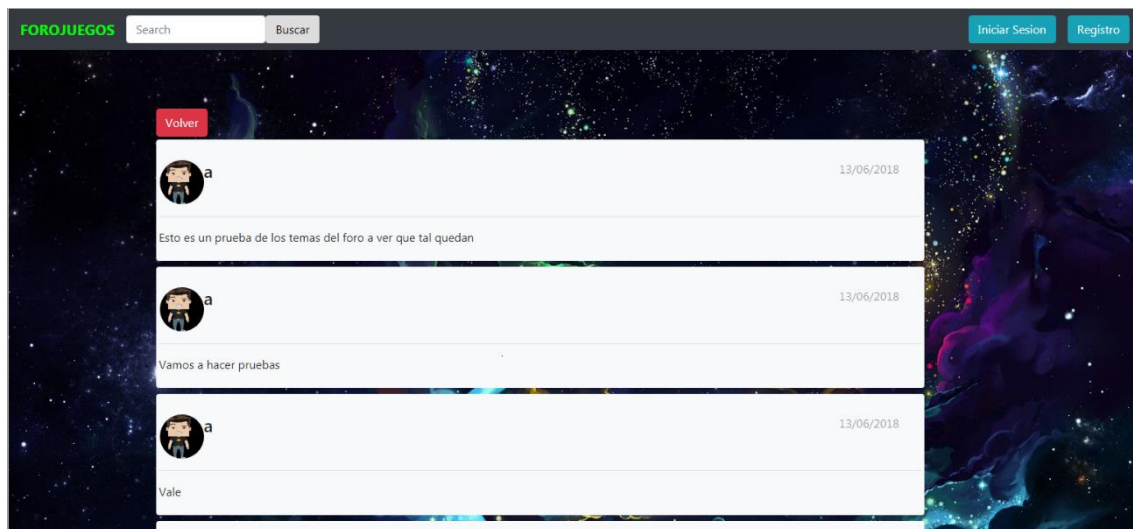 FOROJUEGOS Search Buscar Iniciar Sesion Registro
Volver
a 13/06/2018
Esto es un prueba de los temas del foro a ver que tal quedan
a 13/06/2018
Vamos a hacer pruebas
a 13/06/2018
Vale